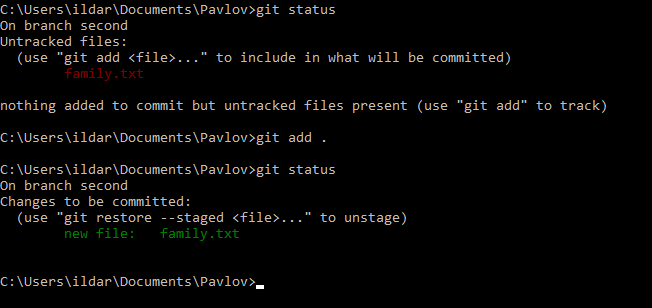 C:\Users\ildar\Documents\Pavlov>git status
On branch second
Untracked files:
  (use "git add <file>..." to include in what will be committed)
        family.txt
nothing added to commit but untracked files present (use "git add" to track)
C:\Users\ildar\Documents\Pavlov>git add .
C:\Users\ildar\Documents\Pavlov>git status
On branch second
Changes to be committed:
  (use "git restore --staged <file>..." to unstage)
        new file:   family.txt
C:\Users\ildar\Documents\Pavlov>